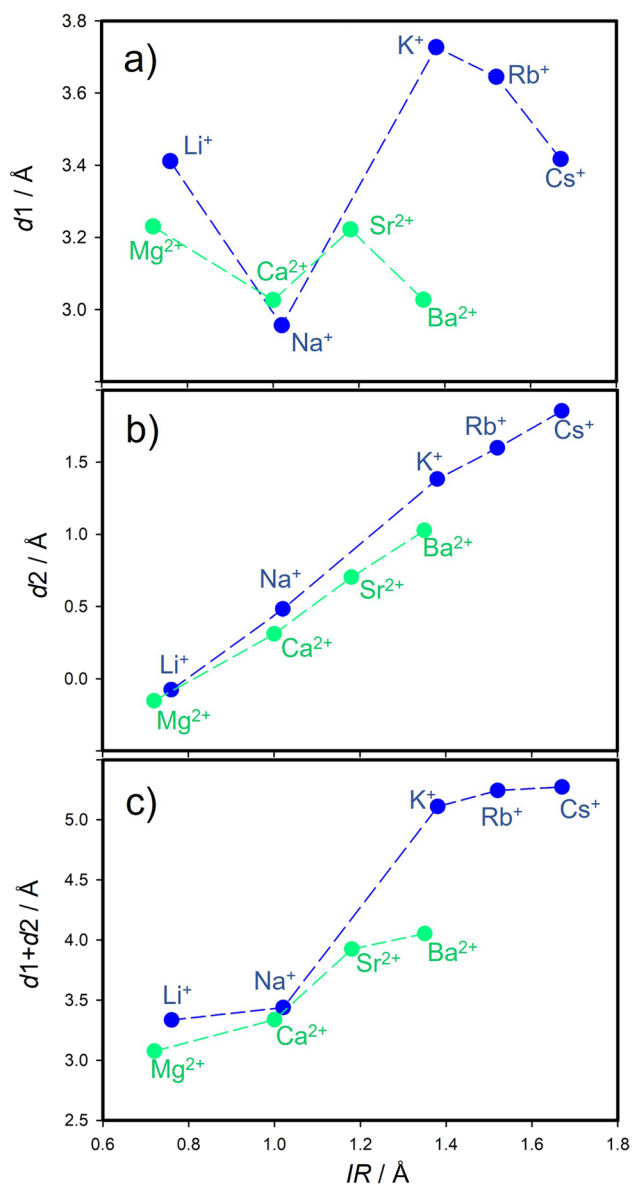 a)
3.8
3.6
3.4
3.2
3.0
d1 / Å
K⁺
Rb⁺
Li⁺
Cs⁺
Sr²⁺
Mg²⁺
Ca²⁺
Ba²⁺
Na⁺
b)
1.5
1.0
0.5
0.0
d2 / Å
Rb⁺
Cs⁺
K⁺
Ba²⁺
Na⁺
Sr²⁺
Ca²⁺
Li⁺
Mg²⁺
c)
5.0
4.5
4.0
3.5
3.0
2.5
d1+d2 / Å
K⁺
Rb⁺
Cs⁺
Sr²⁺
Ba²⁺
Na⁺
Li⁺
Ca²⁺
Mg²⁺
0.6 0.8 1.0 1.2 1.4 1.6 1.8
IR / Å